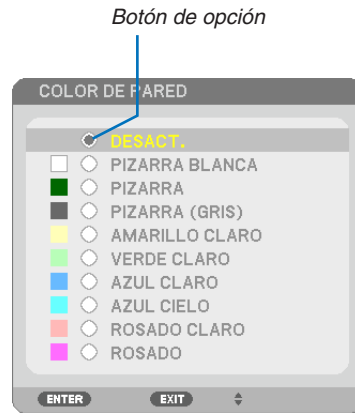 Botón de opción
COLOR DE PARED
DESACT.
PIZARRA BLANCA
PIZARRA
PIZARRA (GRIS)
AMARILLO CLARO
VERDE CLARO
AZUL CLARO
AZUL CIELO
ROSADO CLARO
ROSADO
ENTER EXIT